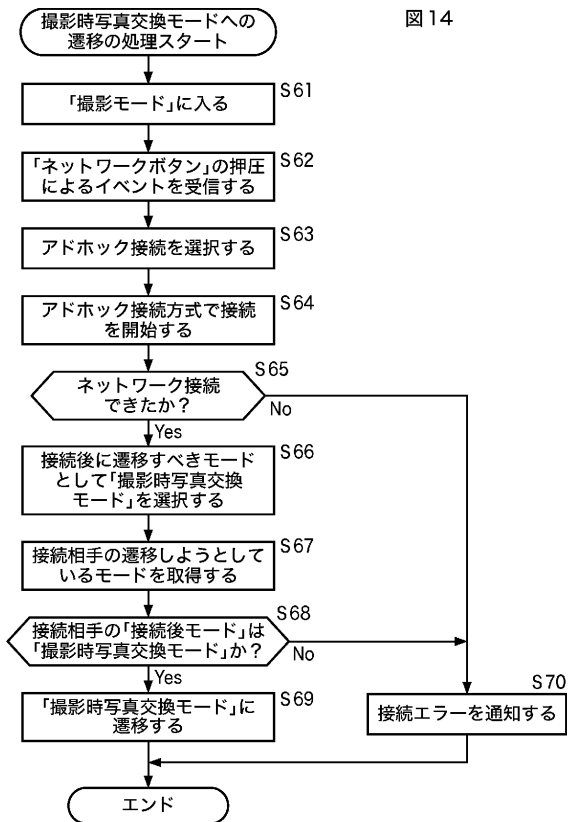 図14
撮影時写真交換モードへの
遷移の処理スタート
「撮影モード」に入る
S61
「ネットワークボタン」の押圧
によるイベントを受信する
S62
アドホック接続を選択する
S63
アドホック接続方式で接続
を開始する
S64
ネットワーク接続
できたか？
S65
No
Yes
接続後に遷移すべきモード
として「撮影時写真交換
モード」を選択する
S66
接続相手の遷移しようとして
いるモードを取得する
S67
接続相手の「接続後モード」は
「撮影時写真交換モード」か？
S68
No
Yes
「撮影時写真交換モード」に
遷移する
S69
接続エラーを通知する
S70
エンド